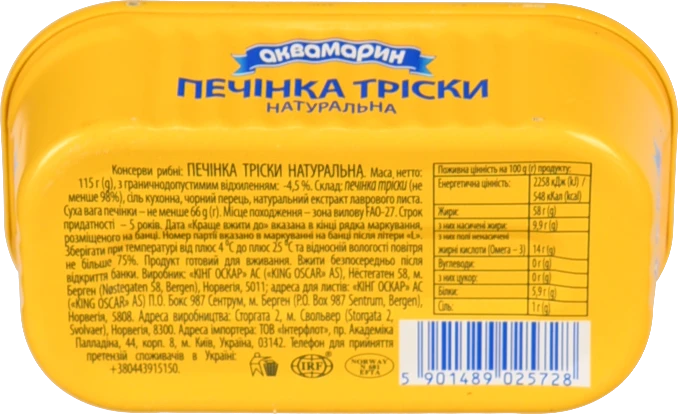 аквамарин
ПЕЧІНКА ТРІСКИ
НАТУРАЛЬНА
Консерви рибні: ПЕЧІНКА ТРІСКИ НАТУРАЛЬНА. Маса нетто:
115 г (g), з граничнодопустимим відхиленням: -4,5 %. Склад: печінка тріски (не
менше 98%), сіль кухонна, чорний перець, натуральний екстракт лаврового листа.
Суха вага печінки – не менше 66 g (г). Місце походження – зона вилову FAO-27. Строк
придатності – 5 років. Дата «Краще вжити до» вказана в кінці рядка маркування,
розміщеного на банці. Номер партії вказано в маркуванні на банці після літери «L».
Зберігати при температурі від плюс 4 °С до плюс 25 °С та відносній вологості повітря
не більше 75%. Продукт готовий для вживання. Вжити безпосередньо після
відкриття банки. Виробник: «КІНГ ОСКАР» АС («KING OSCAR» AS), Нёстегатен 58, м.
Берген (Nøstegaten 58, Bergen), Норвегія, 5011; адреса для листів: «КІНГ ОСКАР»
АС («KING OSCAR» AS) П.О. Бокс 987 Сентрум, м. Берген (P.O. Box 987 Sentrum, Bergen),
Норвегія, 5808. Адреса виробництва: Сторгата 2, м. Свольвер (Storgata 2,
Svolvaer), Норвегія, 8300. Адреса імпортера: ТОВ «Інтерфлот», пр. Академіка
Палладіна, 44, корп. 8, м. Київ, Україна, 03142. Телефон для прийняття
претензій споживачів в Україні:
+380443915150.
Поживна цінність на 100 g (г) продукту:
Енергетична цінність: 2258 кДж (kJ) /
548 кКал (kcal)
Жири: 58 г (g)
з них насичені жири: 9,9 г (g)
з них полі ненасичені
жирні кислоти (Омега – 3) 14 г (g)
Вуглеводи: 0 г (g)
з них цукор: 0 г (g)
Білки: 5,9 г (g)
Сіль: 1 г (g)
IRF
NORWAY
N 601
EFTA
5 901489 025728